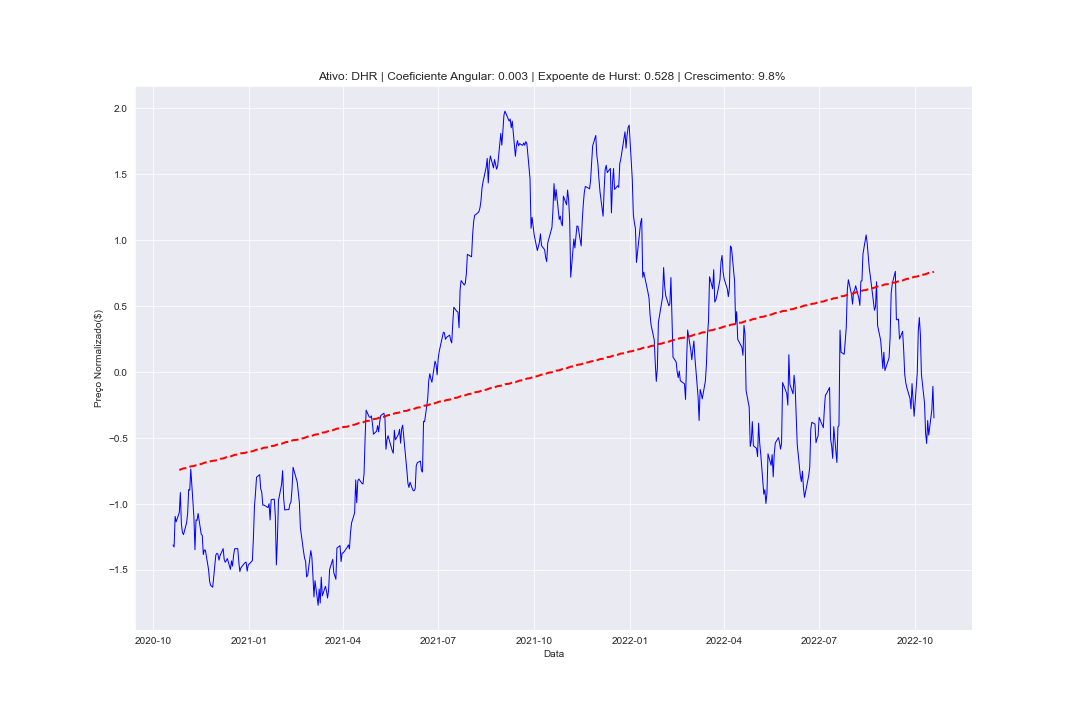 Ativo: DHR | Coeficiente Angular: 0.003 | Expoente de Hurst: 0.528 | Crescimento: 9.8%
Preço Normalizado($)
2.0
1.5
1.0
0.5
0.0
−0.5
−1.0
−1.5
2020-10 2021-01 2021-04 2021-07 2021-10 2022-01 2022-04 2022-07 2022-10
Data